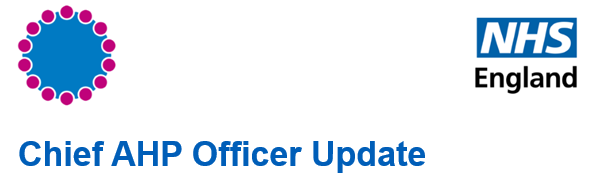 NHS
England
Chief AHP Officer Update